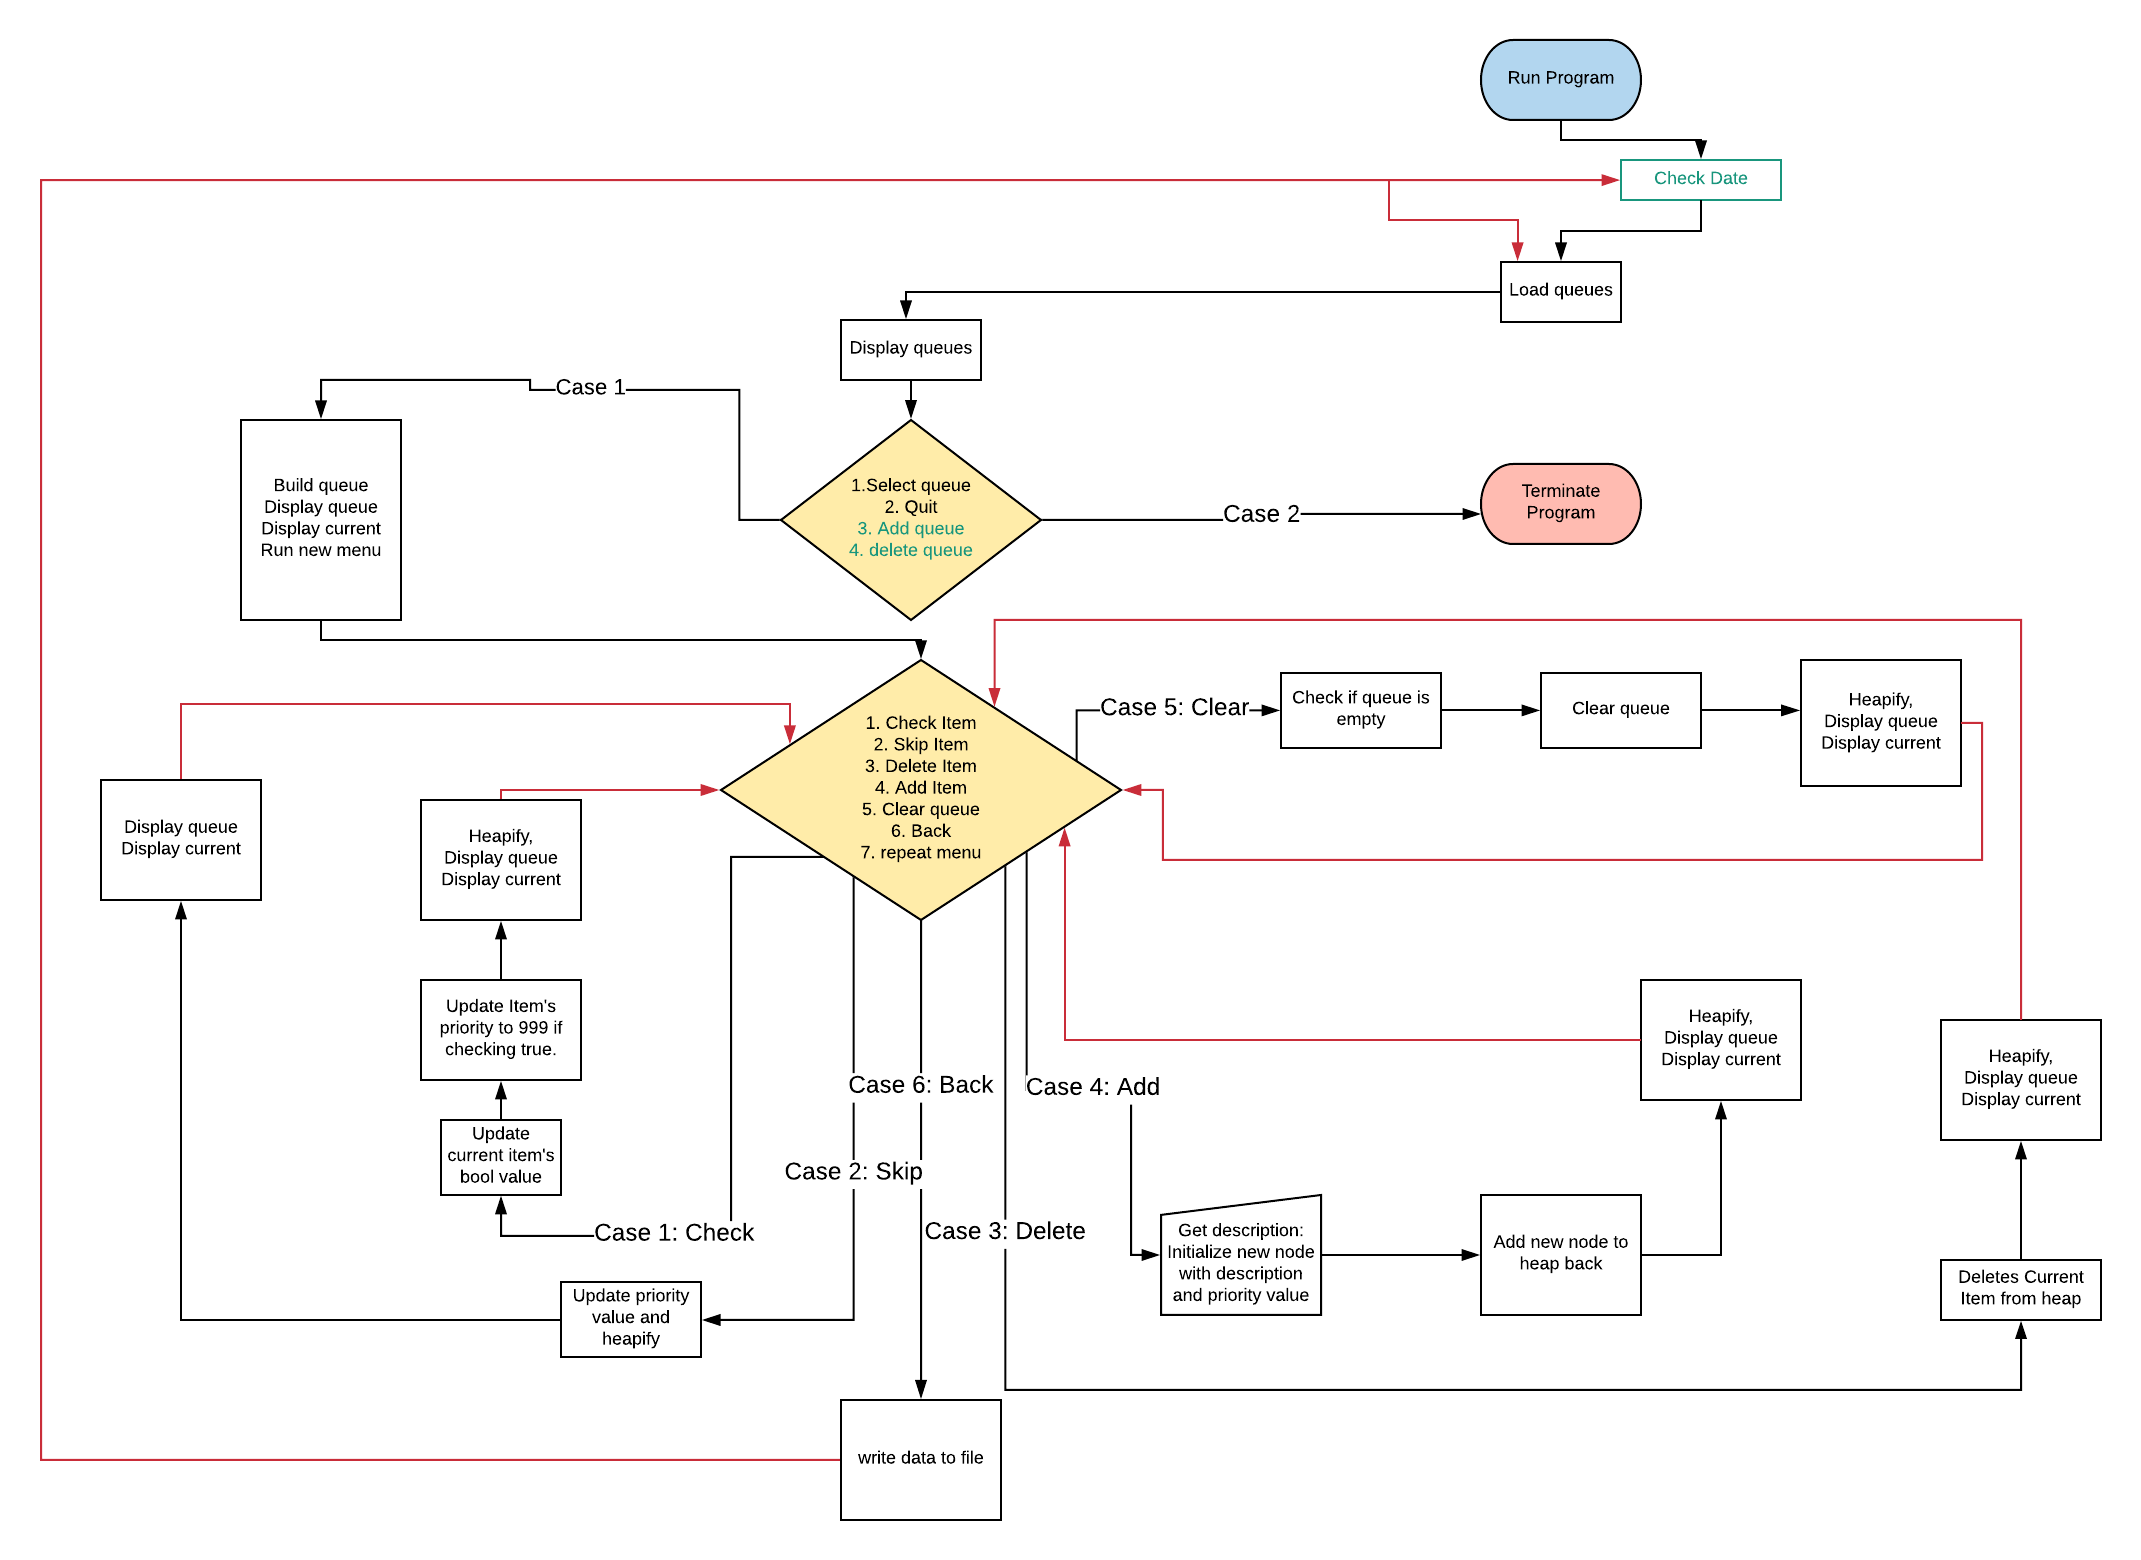 Run Program
Check Date
Load queues
Display queues
Case 1
1.Select queue
2. Quit
3. Add queue
4. delete queue
Case 2
Terminate
Program
Build queue
Display queue
Display current
Run new menu
1. Check Item
2. Skip Item
3. Delete Item
4. Add Item
5. Clear queue
6. Back
7. repeat menu
Case 5: Clear
Check if queue is
empty
Clear queue
Heapify,
Display queue
Display current
Display queue
Display current
Heapify,
Display queue
Display current
Update Item's
priority to 999 if
checking true.
Update
current item's
bool value
Case 1: Check
Case 6: Back
Case 2: Skip
Case 3: Delete
Case 4: Add
Heapify,
Display queue
Display current
Heapify,
Display queue
Display current
Get description:
Initialize new node
with description
and priority value
Add new node to
heap back
Deletes Current
Item from heap
Update priority
value and
heapify
write data to file